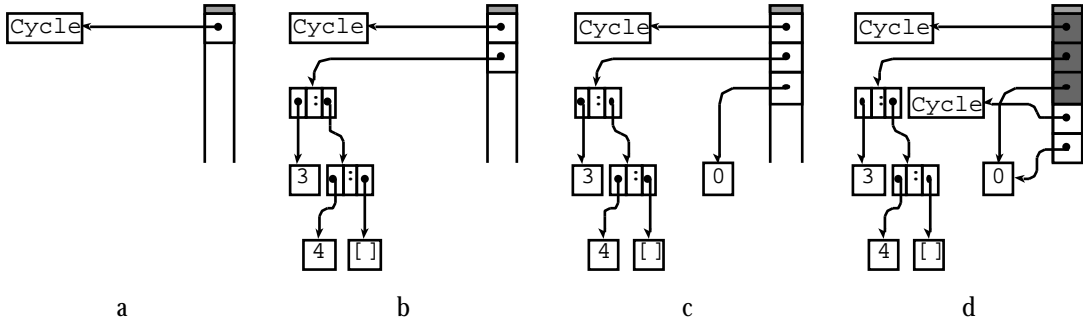 Cycle Cycle Cycle Cycle
: : : Cycle
3 : 3 : 0 3 : 0
4 [] 4 [] 4 []
a b c d